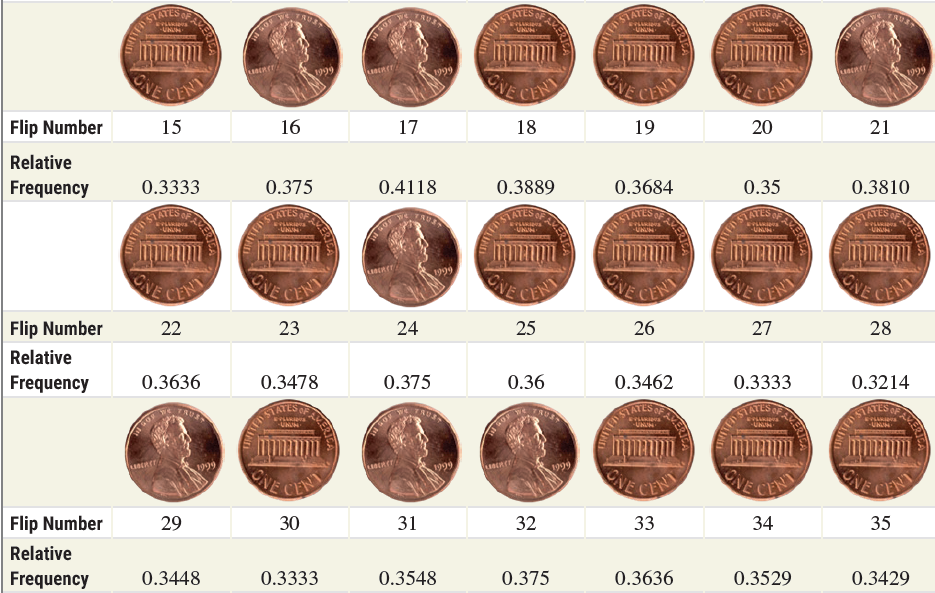 Flip Number 15 16 17 18 19 20 21
Relative
Frequency 0.3333 0.375 0.4118 0.3889 0.3684 0.35 0.3810
Flip Number 22 23 24 25 26 27 28
Relative
Frequency 0.3636 0.3478 0.375 0.36 0.3462 0.3333 0.3214
Flip Number 29 30 31 32 33 34 35
Relative
Frequency 0.3448 0.3333 0.3548 0.375 0.3636 0.3529 0.3429